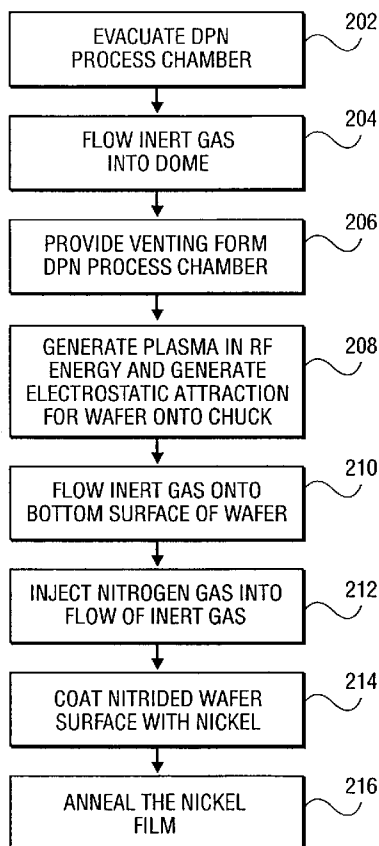 EVACUATE DPN
PROCESS CHAMBER
202
FLOW INERT GAS
INTO DOME
204
PROVIDE VENTING FORM
DPN PROCESS CHAMBER
206
GENERATE PLASMA IN RF
ENERGY AND GENERATE
ELECTROSTATIC ATTRACTION
FOR WAFER ONTO CHUCK
208
FLOW INERT GAS ONTO
BOTTOM SURFACE OF WAFER
210
INJECT NITROGEN GAS INTO
FLOW OF INERT GAS
212
COAT NITRIDED WAFER
SURFACE WITH NICKEL
214
ANNEAL THE NICKEL
FILM
216